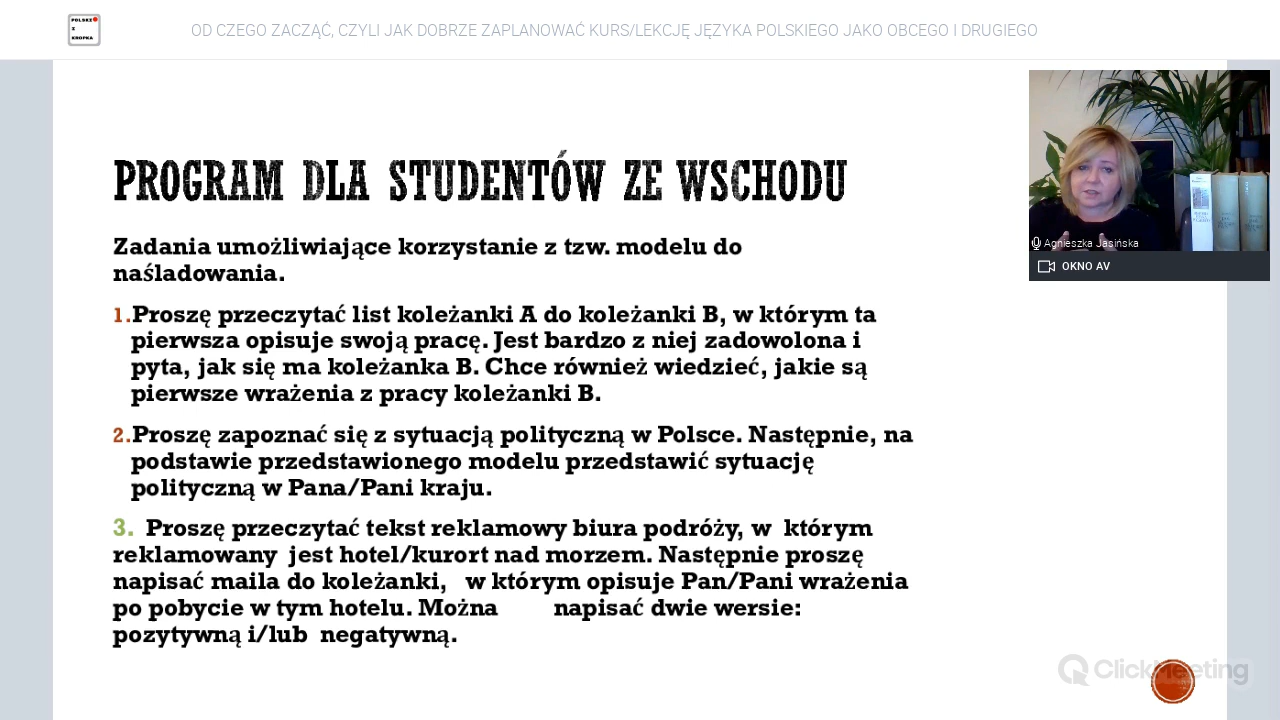 POLSKI
Z
KROPKĄ
OD CZEGO ZACZĄĆ, CZYLI JAK DOBRZE ZAPLANOWAĆ KURS/LEKCJĘ JĘZYKA POLSKIEGO JAKO OBCEGO I DRUGIEGO
PROGRAM DLA STUDENTÓW ZE WSCHODU
Zadania umożliwiające korzystanie z tzw. modelu do
naśladowania.
1.Proszę przeczytać list koleżanki A do koleżanki B, w którym ta
pierwsza opisuje swoją pracę. Jest bardzo z niej zadowolona i
pyta, jak się ma koleżanka B. Chce również wiedzieć, jakie są
pierwsze wrażenia z pracy koleżanki B.
2.Proszę zapoznać się z sytuacją polityczną w Polsce. Następnie, na
podstawie przedstawionego modelu przedstawić sytuację
polityczną w Pana/Pani kraju.
3. Proszę przeczytać tekst reklamowy biura podróży, w którym
reklamowany jest hotel/kurort nad morzem. Następnie proszę
napisać maila do koleżanki, w którym opisuje Pan/Pani wrażenia
po pobycie w tym hotelu. Można napisać dwie wersje:
pozytywną i/lub negatywną.
Agnieszka Jasińska
OKNO AV
ClickMeeting